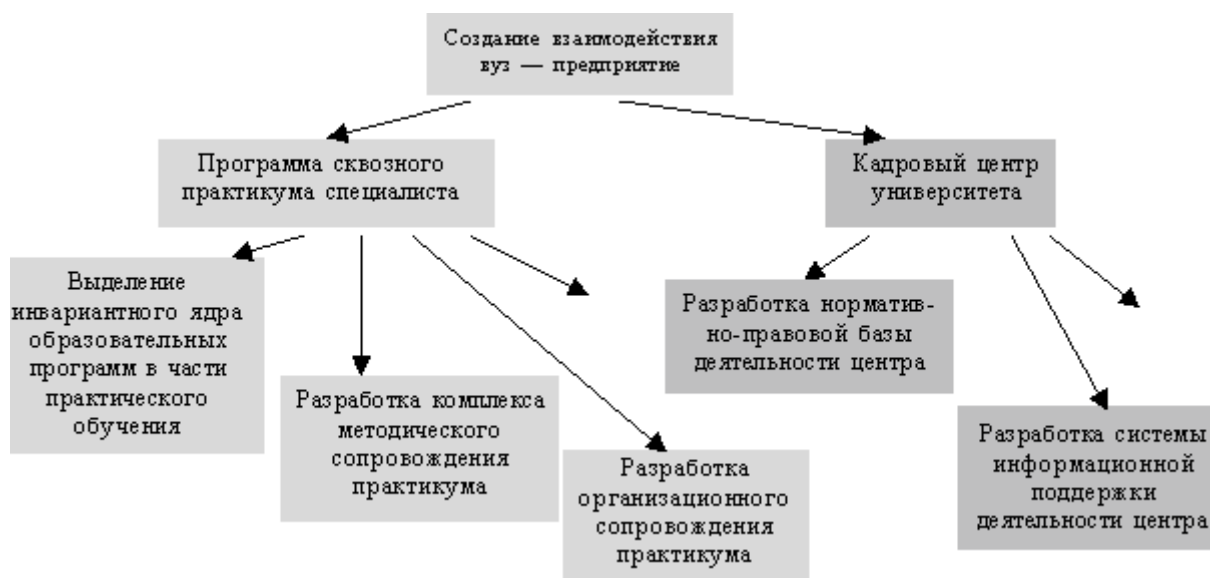 Создание взаимодействия
вуз — предприятие
Программа сквозного
практикума специалиста
Кадровый центр
университета
Выделение
инвариантного ядра
образовательных
программ в части
практического
обучения
Разработка комплекса
методического
сопровождения
практикума
Разработка
организационного
сопровождения
практикума
Разработка норматив-
но-правовой базы
деятельности центра
Разработка системы
информационной
поддержки
деятельности центра